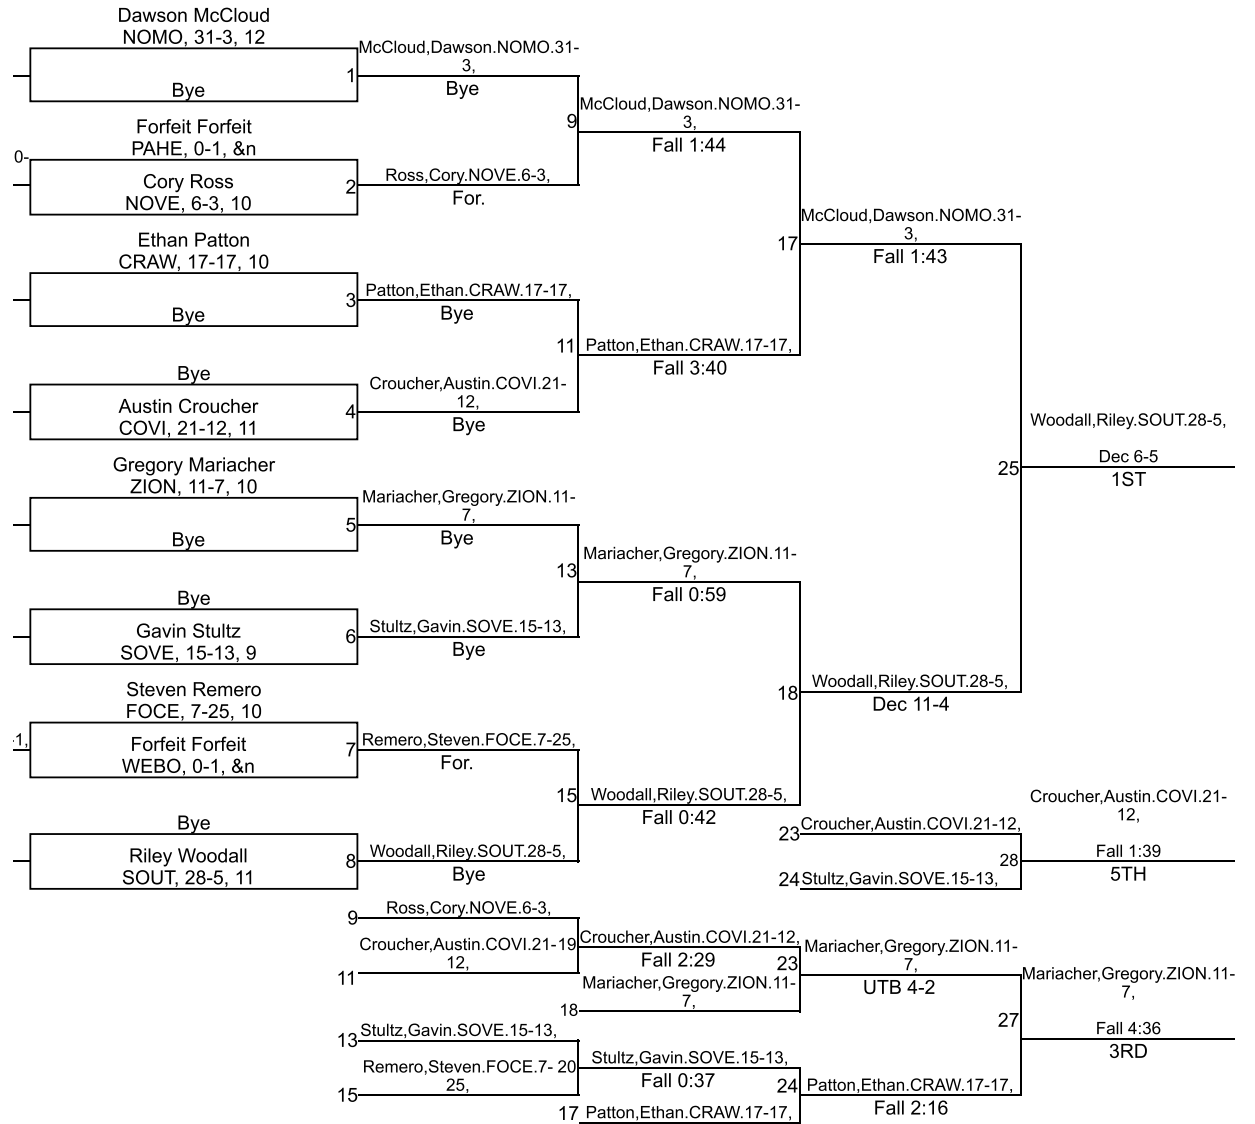 Dawson McCloud
NOMO, 31-3, 12
Bye
1
McCloud,Dawson.NOMO.31-
3,
Bye
Forfeit Forfeit
PAHE, 0-1, &n
0-
Cory Ross
NOVE, 6-3, 10
2
Ross,Cory.NOVE.6-3,
For.
9
McCloud,Dawson.NOMO.31-
3,
Fall 1:44
Ethan Patton
CRAW, 17-17, 10
Bye
3
Patton,Ethan.CRAW.17-17,
Bye
Bye
Austin Croucher
COVI, 21-12, 11
4
Croucher,Austin.COVI.21-
12,
Bye
11
Patton,Ethan.CRAW.17-17,
Fall 3:40
17
McCloud,Dawson.NOMO.31-
3,
Fall 1:43
Gregory Mariacher
ZION, 11-7, 10
Bye
5
Mariacher,Gregory.ZION.11-
7,
Bye
Bye
Gavin Stultz
SOVE, 15-13, 9
6
Stultz,Gavin.SOVE.15-13,
Bye
13
Mariacher,Gregory.ZION.11-
7,
Fall 0:59
Steven Remero
FOCE, 7-25, 10
-1,
Forfeit Forfeit
WEBO, 0-1, &n
7
Remero,Steven.FOCE.7-25,
For.
Bye
Riley Woodall
SOUT, 28-5, 11
8
Woodall,Riley.SOUT.28-5,
Bye
15
Woodall,Riley.SOUT.28-5,
Fall 0:42
18
Woodall,Riley.SOUT.28-5,
Dec 11-4
25
Woodall,Riley.SOUT.28-5,
Dec 6-5
1ST
23
Croucher,Austin.COVI.21-12,
24
Stultz,Gavin.SOVE.15-13,
28
Croucher,Austin.COVI.21-
12,
Fall 1:39
5TH
9
Ross,Cory.NOVE.6-3,
11
Croucher,Austin.COVI.21-
12,
19
Croucher,Austin.COVI.21-12,
Fall 2:29
18
Mariacher,Gregory.ZION.11-
7,
23
Mariacher,Gregory.ZION.11-
7,
UTB 4-2
13
Stultz,Gavin.SOVE.15-13,
15
Remero,Steven.FOCE.7-
25,
20
Stultz,Gavin.SOVE.15-13,
Fall 0:37
17
Patton,Ethan.CRAW.17-17,
24
Patton,Ethan.CRAW.17-17,
Fall 2:16
27
Mariacher,Gregory.ZION.11-
7,
Fall 4:36
3RD